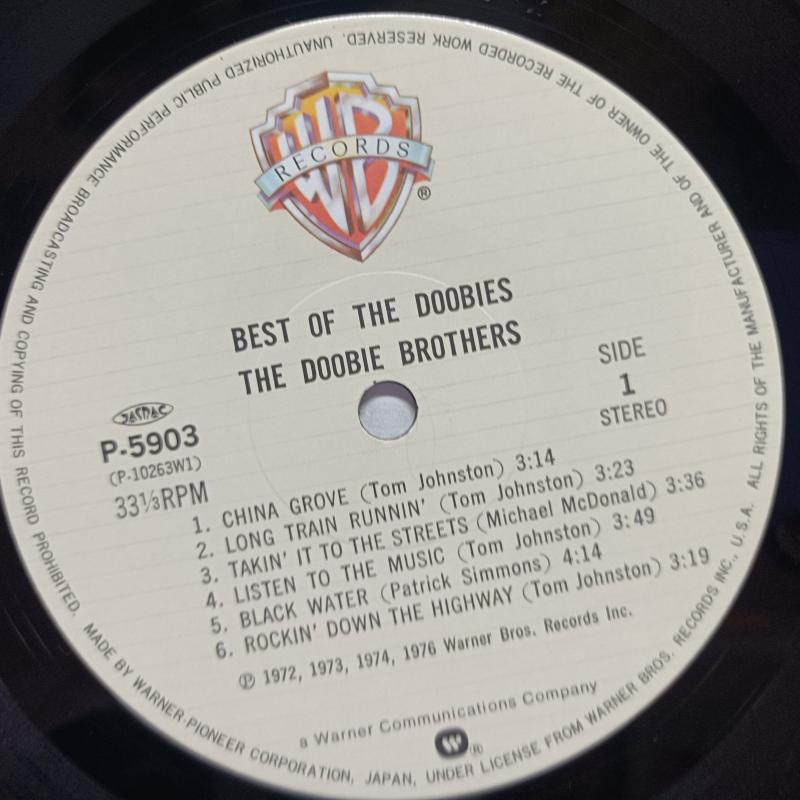 WB
RECORDS
®
BEST OF THE DOOBIES
THE DOOBIE BROTHERS
SIDE
1
STEREO
JASRAC
P-5903
(P-10263W1)
33⅓RPM
1. CHINA GROVE (Tom Johnston) 3:14
2. LONG TRAIN RUNNIN' (Tom Johnston) 3:23
3. TAKIN' IT TO THE STREETS (Michael McDonald) 3:36
4. LISTEN TO THE MUSIC (Tom Johnston) 3:49
5. BLACK WATER (Patrick Simmons) 4:14
6. ROCKIN' DOWN THE HIGHWAY (Tom Johnston) 3:19
℗ 1972, 1973, 1974, 1976 Warner Bros. Records Inc.
a Warner Communications Company
®
MADE BY WARNER-PIONEER CORPORATION, JAPAN, UNDER LICENSE FROM WARNER BROS. RECORDS INC., U.S.A. ALL RIGHTS OF THE MANUFACTURER AND OF THE OWNER OF THE RECORDED WORK RESERVED. UNAUTHORIZED PUBLIC PERFORMANCE BROADCASTING AND COPYING OF THIS RECORD PROHIBITED.